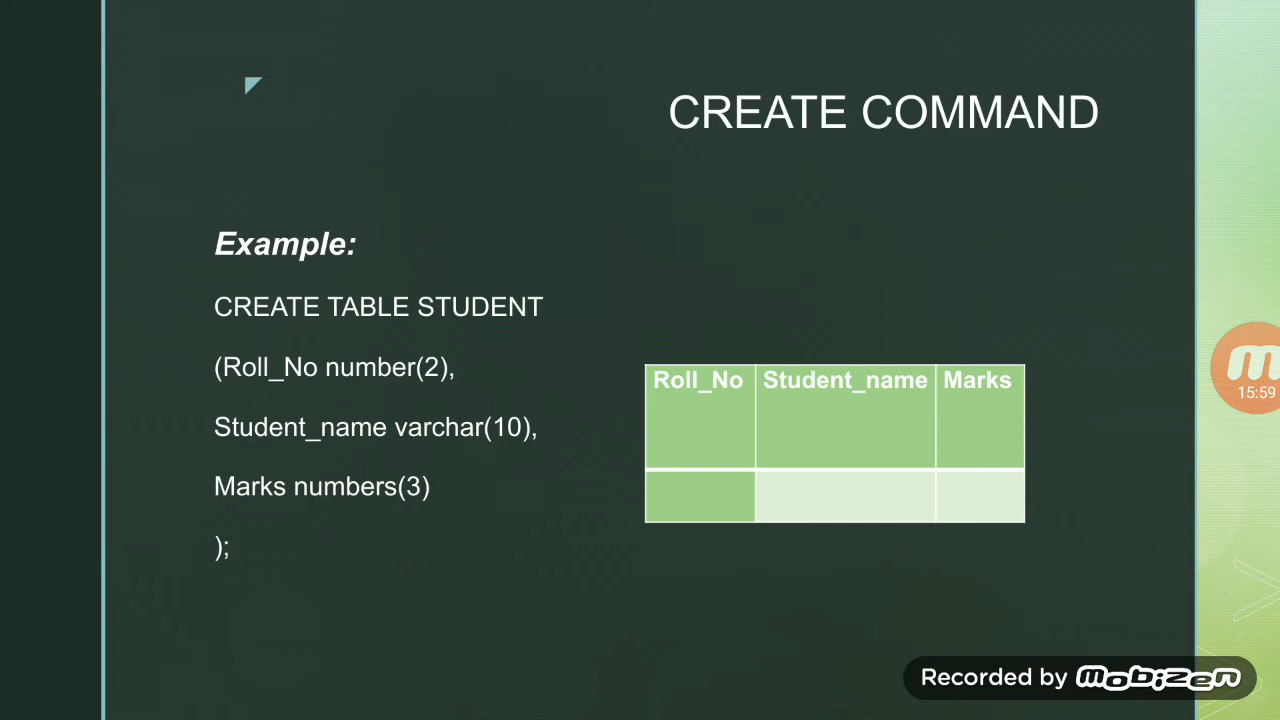 CREATE COMMAND
Example:
CREATE TABLE STUDENT
(Roll_No number(2),
Student_name varchar(10),
Marks numbers(3)
);
Roll_No Student_name Marks
15:59
Recorded by mobizen